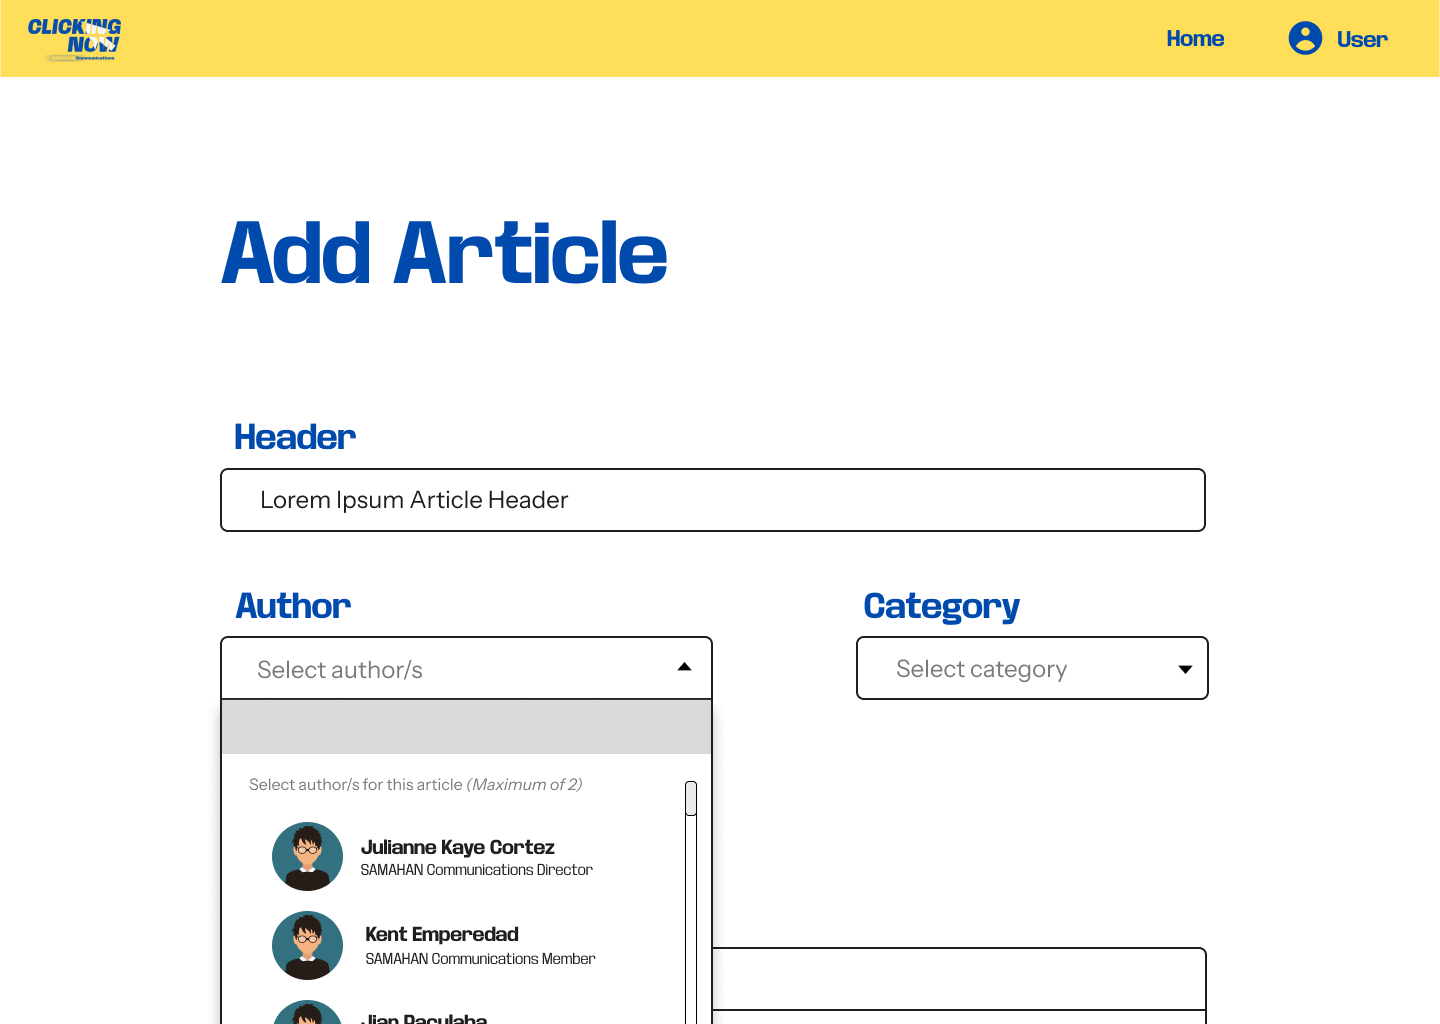 CLICKING
NOW
SAMAHAN Communications
Home
User
Add Article
Header
Lorem Ipsum Article Header
Author
Category
Select author/s
Select category
Select author/s for this article (Maximum of 2)
Julianne Kaye Cortez
SAMAHAN Communications Director
Kent Emperedad
SAMAHAN Communications Member